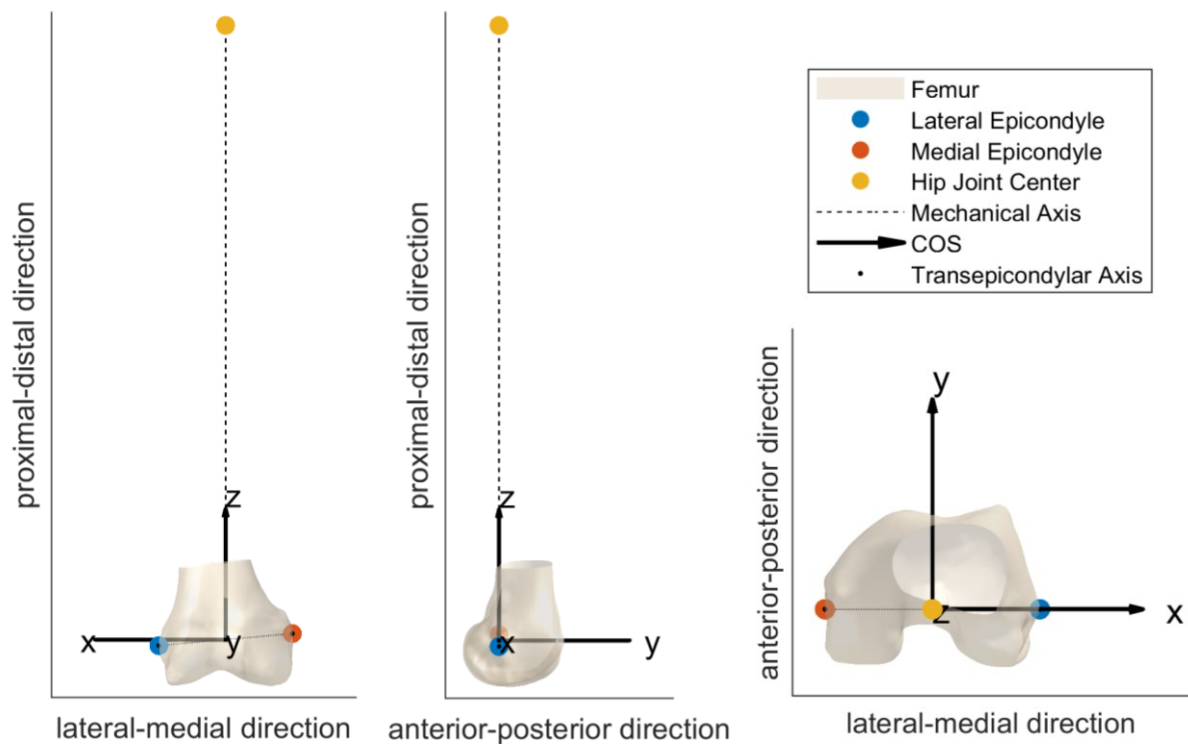 proximal-distal direction
z
x
y
lateral-medial direction
proximal-distal direction
z
x
y
anterior-posterior direction
Femur
Lateral Epicondyle
Medial Epicondyle
Hip Joint Center
Mechanical Axis
COS
Transepicondylar Axis
anterior-posterior direction
y
z
x
lateral-medial direction